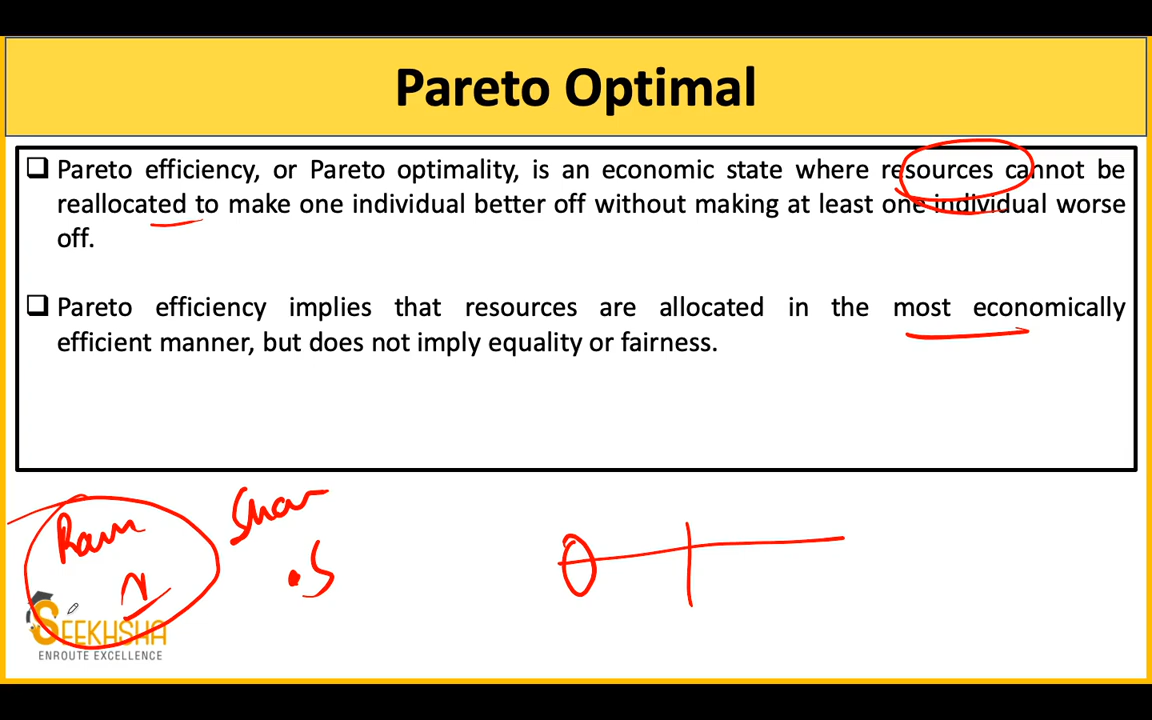 Pareto Optimal
❑ Pareto efficiency, or Pareto optimality, is an economic state where resources cannot be
reallocated to make one individual better off without making at least one individual worse
off.
❑ Pareto efficiency implies that resources are allocated in the most economically
efficient manner, but does not imply equality or fairness.
Ram
.5
SEEKHSHA
ENROUTE EXCELLENCE